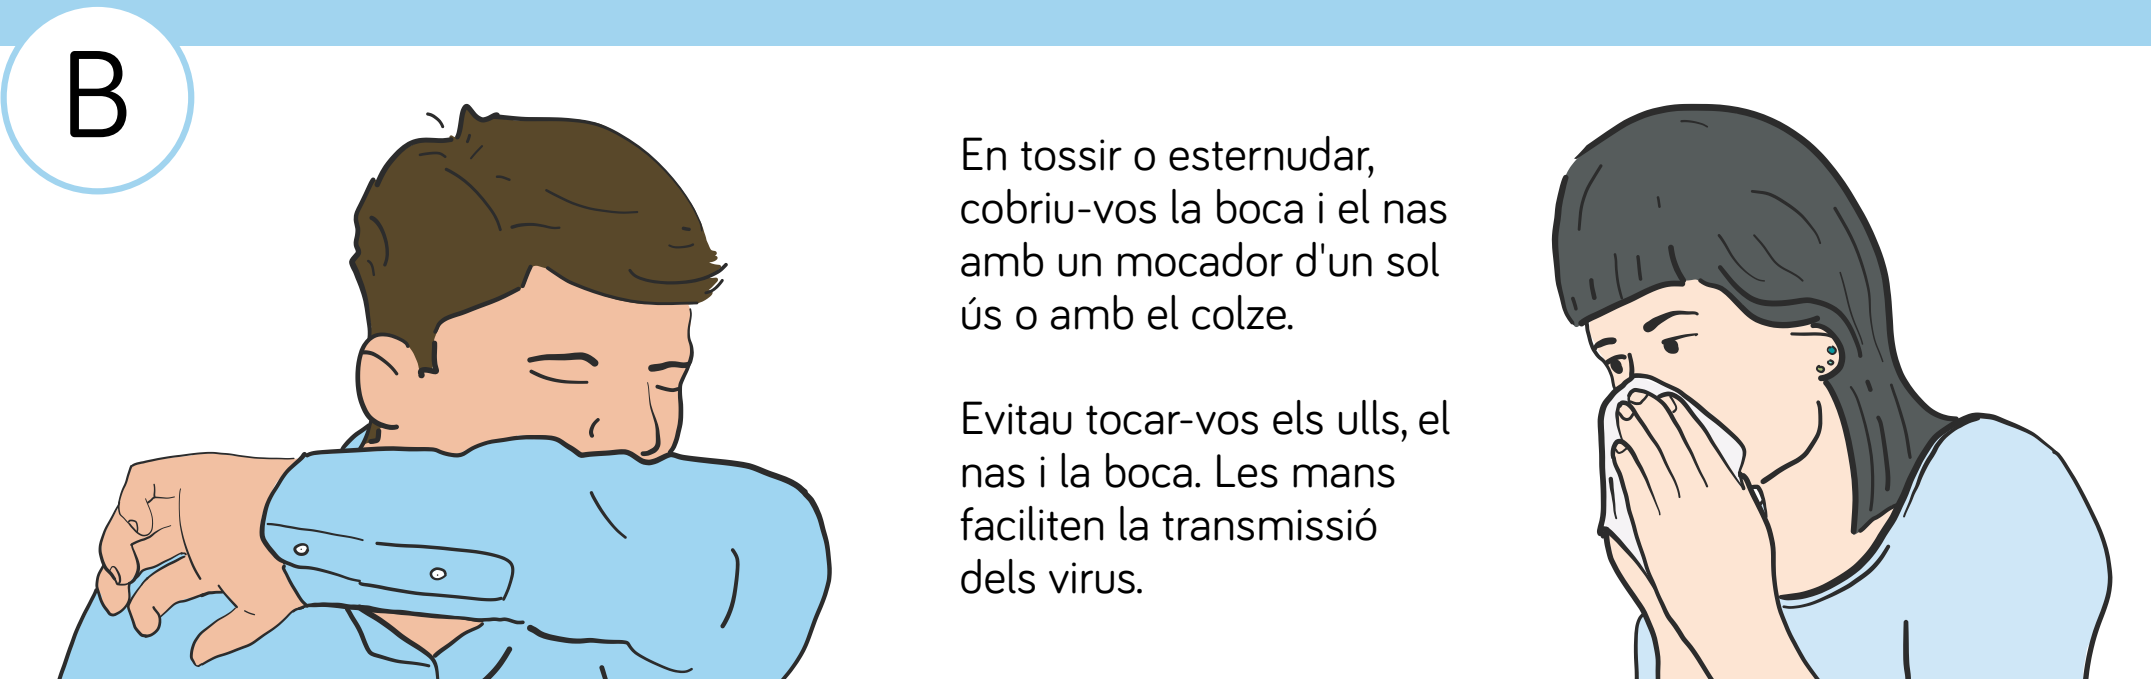 B
En tossir o esternudar,
cobriu-vos la boca i el nas
amb un mocador d'un sol
ús o amb el colze.
Evitau tocar-vos els ulls, el
nas i la boca. Les mans
faciliten la transmissió
dels virus.